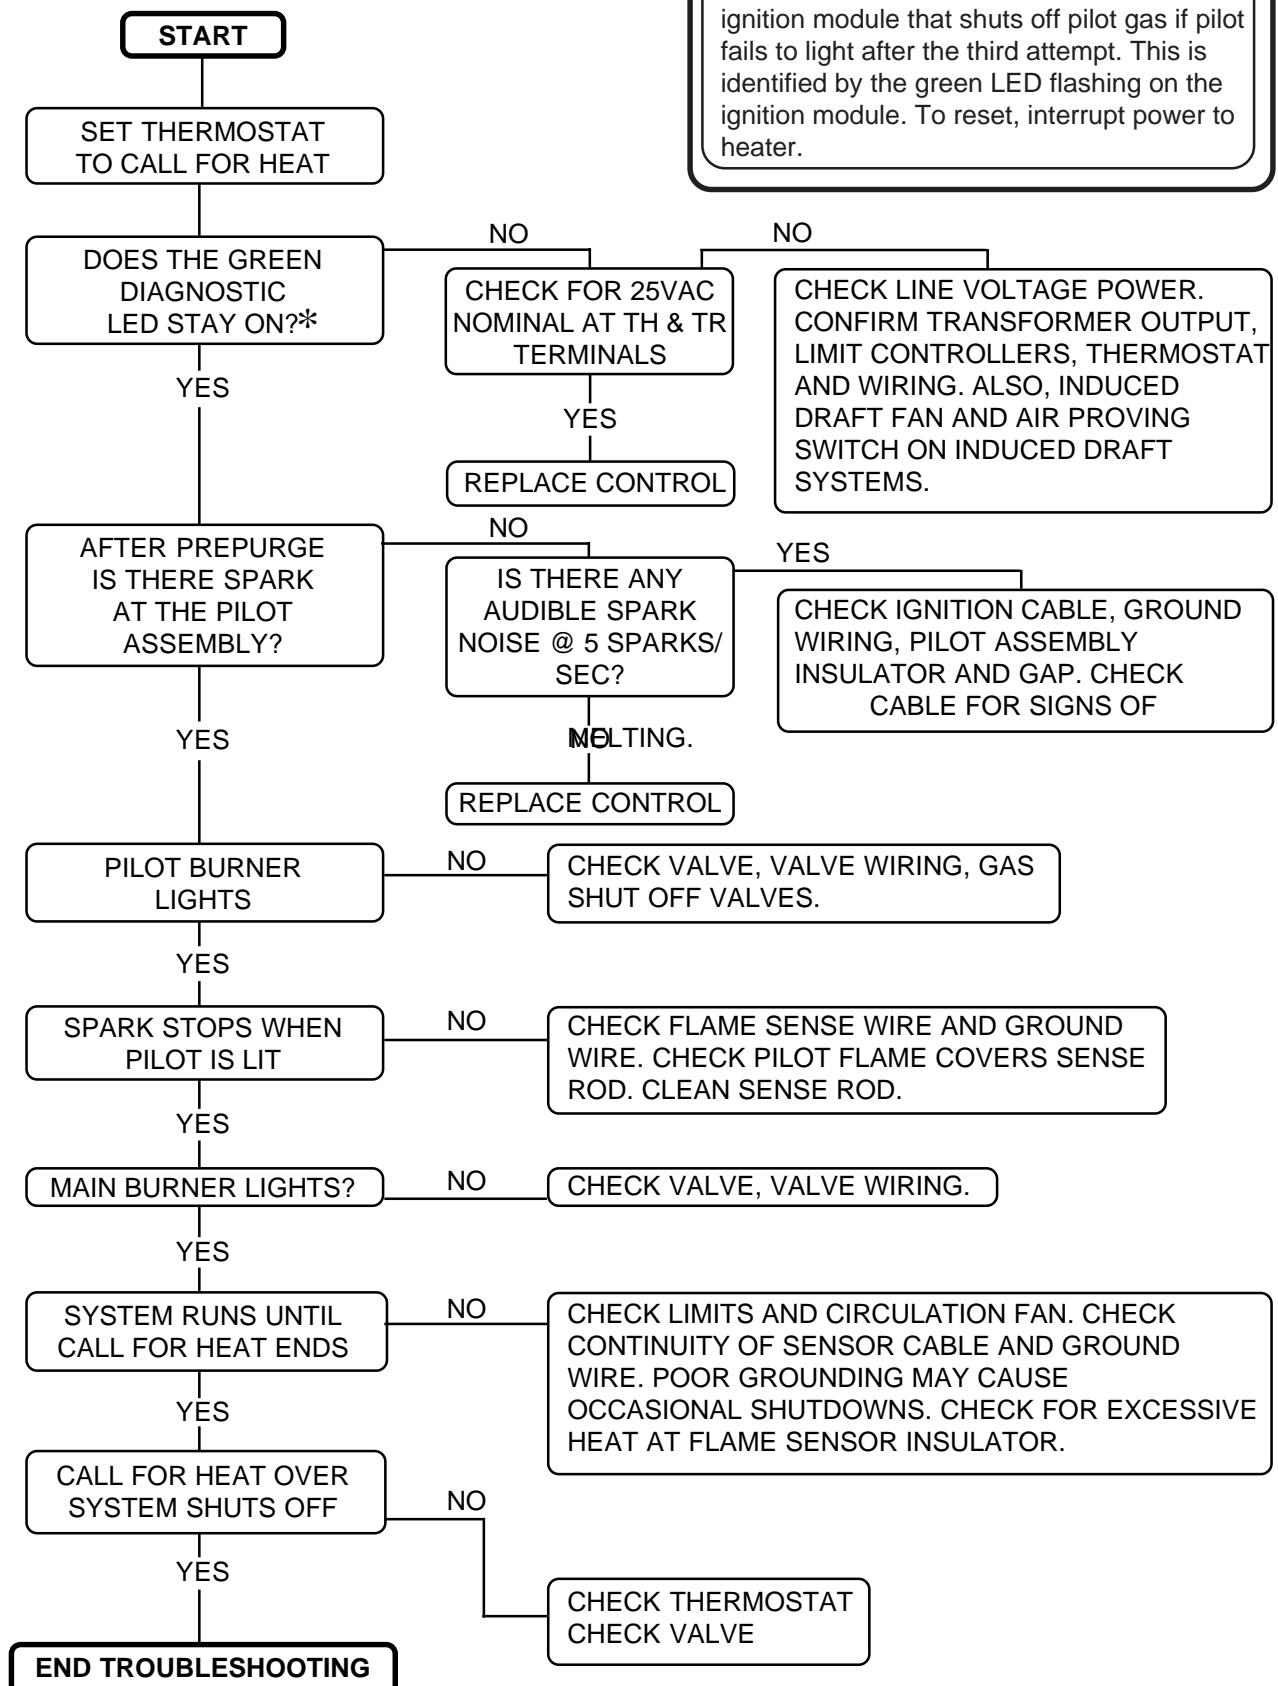 START
ignition module that shuts off pilot gas if pilot
fails to light after the third attempt. This is
identified by the green LED flashing on the
ignition module. To reset, interrupt power to
heater.
SET THERMOSTAT
TO CALL FOR HEAT
DOES THE GREEN
DIAGNOSTIC
LED STAY ON?*
NO
CHECK FOR 25VAC
NOMINAL AT TH & TR
TERMINALS
NO
CHECK LINE VOLTAGE POWER.
CONFIRM TRANSFORMER OUTPUT,
LIMIT CONTROLLERS, THERMOSTAT
AND WIRING. ALSO, INDUCED
DRAFT FAN AND AIR PROVING
SWITCH ON INDUCED DRAFT
SYSTEMS.
YES
YES
REPLACE CONTROL
AFTER PREPURGE
IS THERE SPARK
AT THE PILOT
ASSEMBLY?
NO
IS THERE ANY
AUDIBLE SPARK
NOISE @ 5 SPARKS/
SEC?
YES
CHECK IGNITION CABLE, GROUND
WIRING, PILOT ASSEMBLY
INSULATOR AND GAP. CHECK
CABLE FOR SIGNS OF
MELTING.
YES
NO
REPLACE CONTROL
PILOT BURNER
LIGHTS
NO
CHECK VALVE, VALVE WIRING, GAS
SHUT OFF VALVES.
YES
SPARK STOPS WHEN
PILOT IS LIT
NO
CHECK FLAME SENSE WIRE AND GROUND
WIRE. CHECK PILOT FLAME COVERS SENSE
ROD. CLEAN SENSE ROD.
YES
MAIN BURNER LIGHTS?
NO
CHECK VALVE, VALVE WIRING.
YES
SYSTEM RUNS UNTIL
CALL FOR HEAT ENDS
NO
CHECK LIMITS AND CIRCULATION FAN. CHECK
CONTINUITY OF SENSOR CABLE AND GROUND
WIRE. POOR GROUNDING MAY CAUSE
OCCASIONAL SHUTDOWNS. CHECK FOR EXCESSIVE
HEAT AT FLAME SENSOR INSULATOR.
YES
CALL FOR HEAT OVER
SYSTEM SHUTS OFF
NO
CHECK THERMOSTAT
CHECK VALVE
YES
END TROUBLESHOOTING